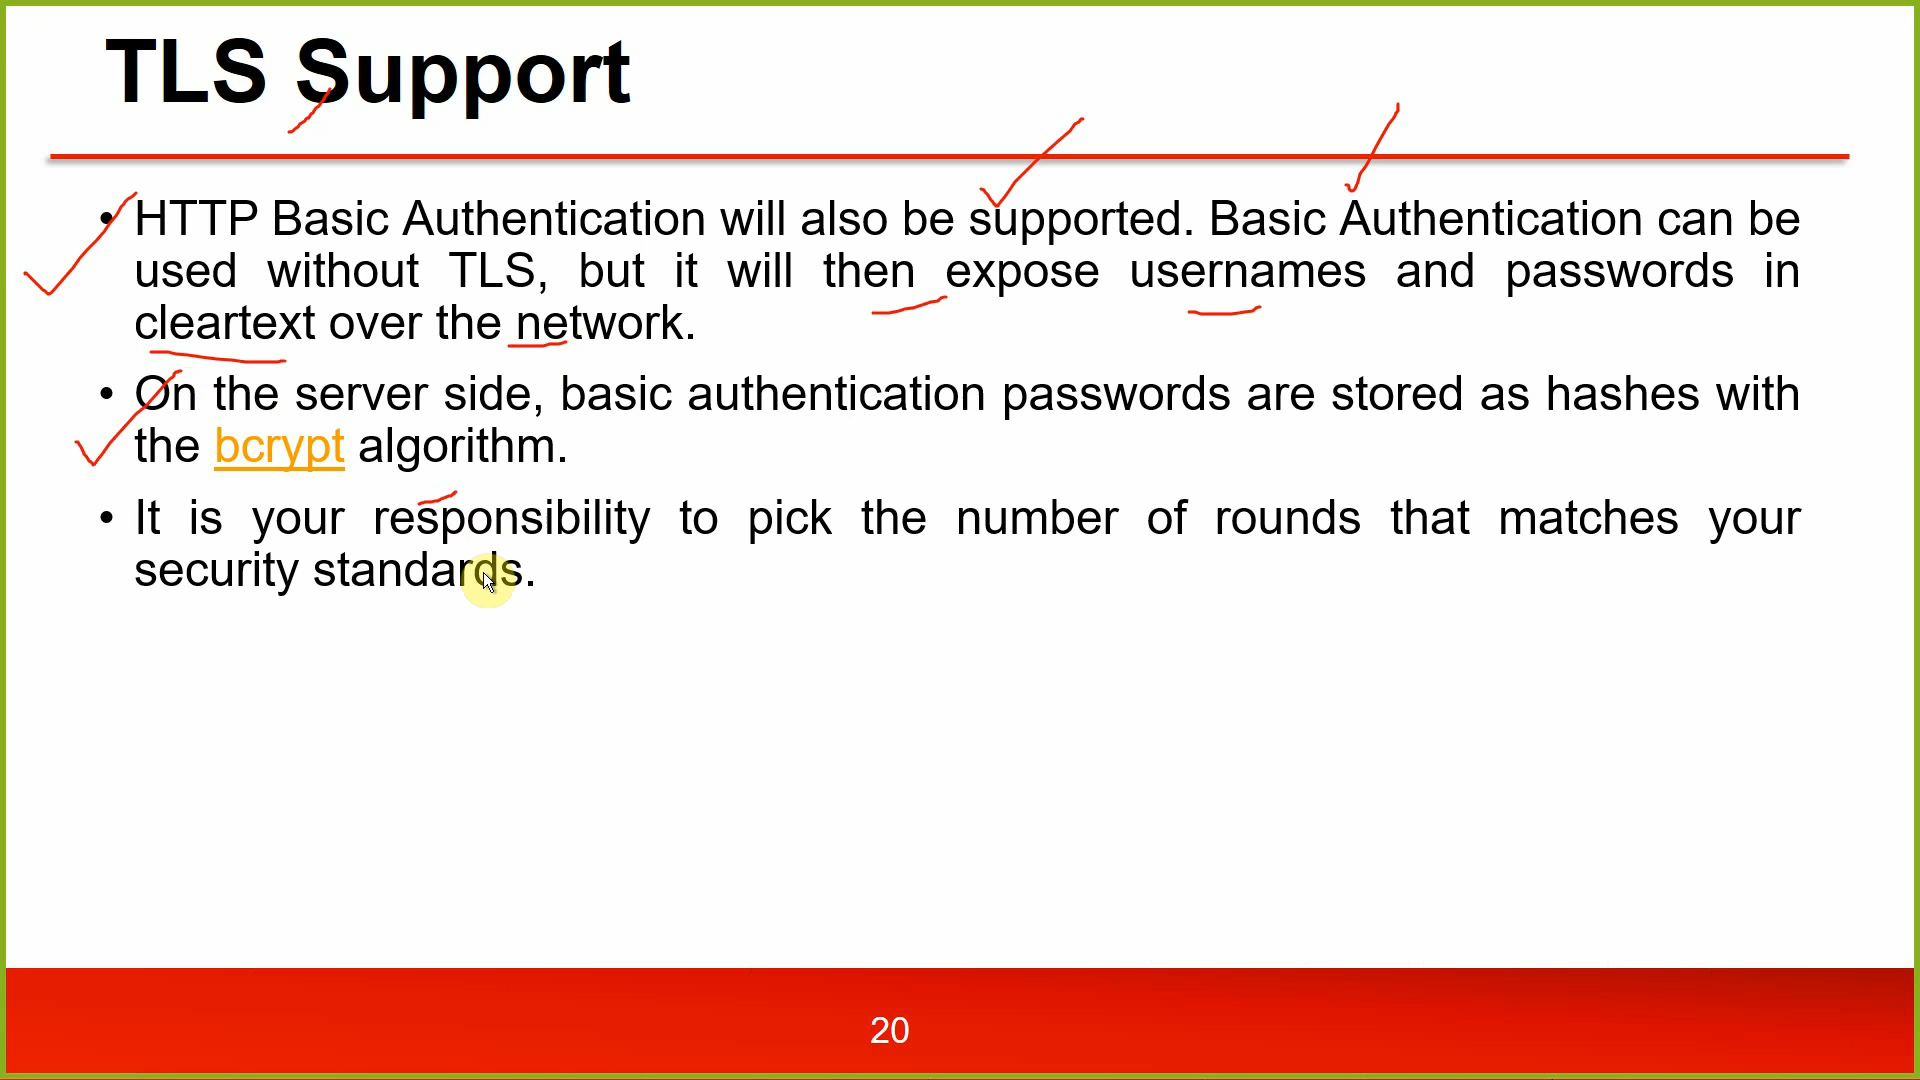 TLS Support
• HTTP Basic Authentication will also be supported. Basic Authentication can be
used without TLS, but it will then expose usernames and passwords in
cleartext over the network.
• On the server side, basic authentication passwords are stored as hashes with
the bcrypt algorithm.
• It is your responsibility to pick the number of rounds that matches your
security standards.
20